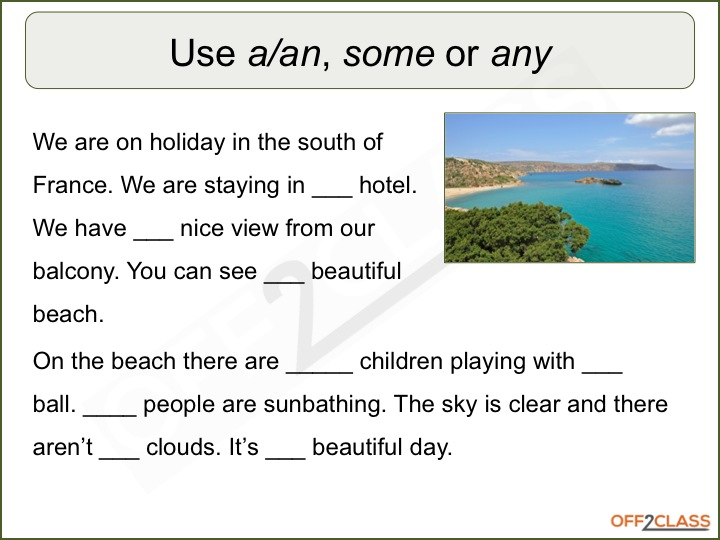 Use a/an, some or any
We are on holiday in the south of
France. We are staying in ___ hotel.
We have ___ nice view from our
balcony. You can see ___ beautiful
beach.
On the beach there are _____ children playing with ___
ball. ____ people are sunbathing. The sky is clear and there
aren’t ___ clouds. It’s ___ beautiful day.
OFF2CLASS
OFF2CLASS